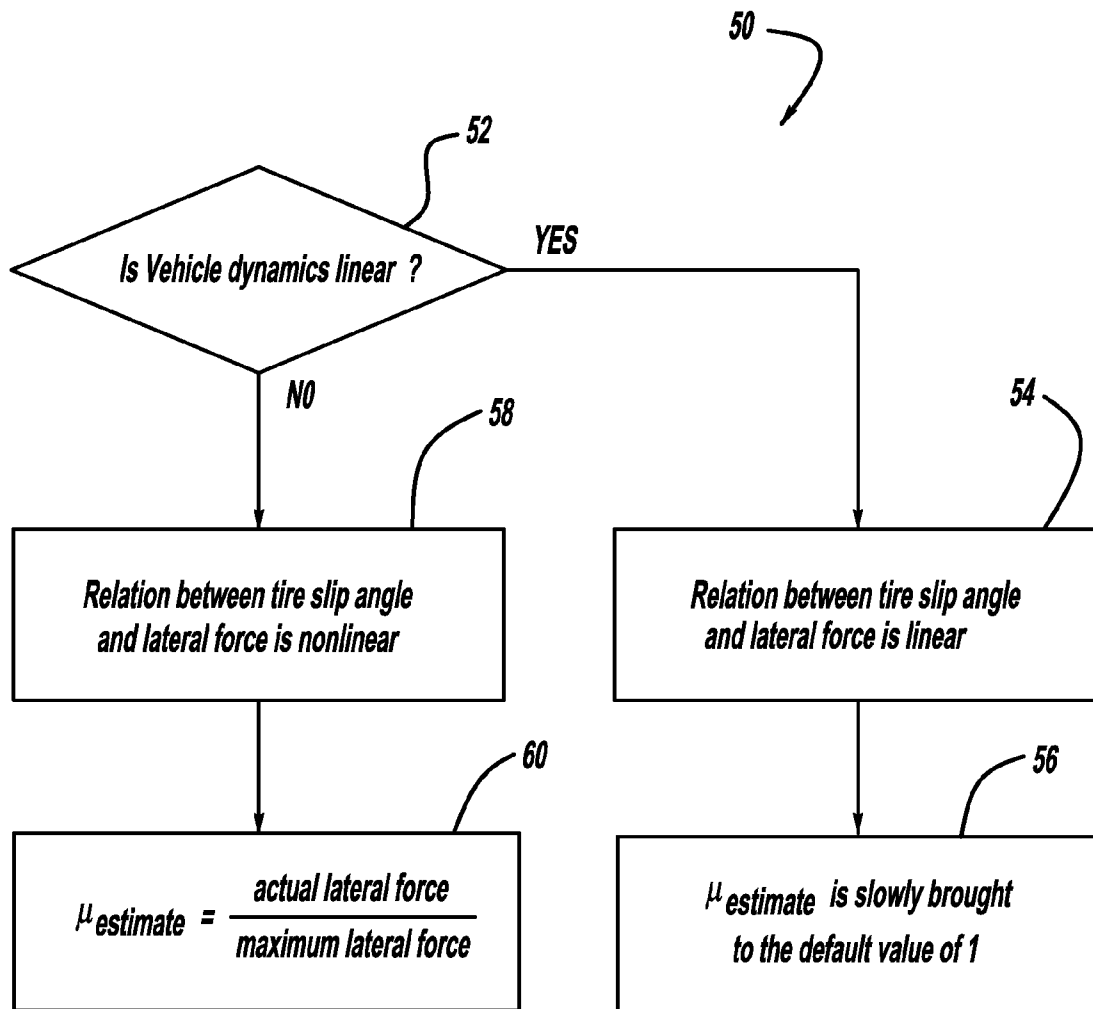 50
52
Is Vehicle dynamics linear ?
YES
NO
58
54
Relation between tire slip angle
and lateral force is nonlinear
Relation between tire slip angle
and lateral force is linear
60
56
μ estimate = actual lateral force
maximum lateral force
μ estimate is slowly brought
to the default value of 1